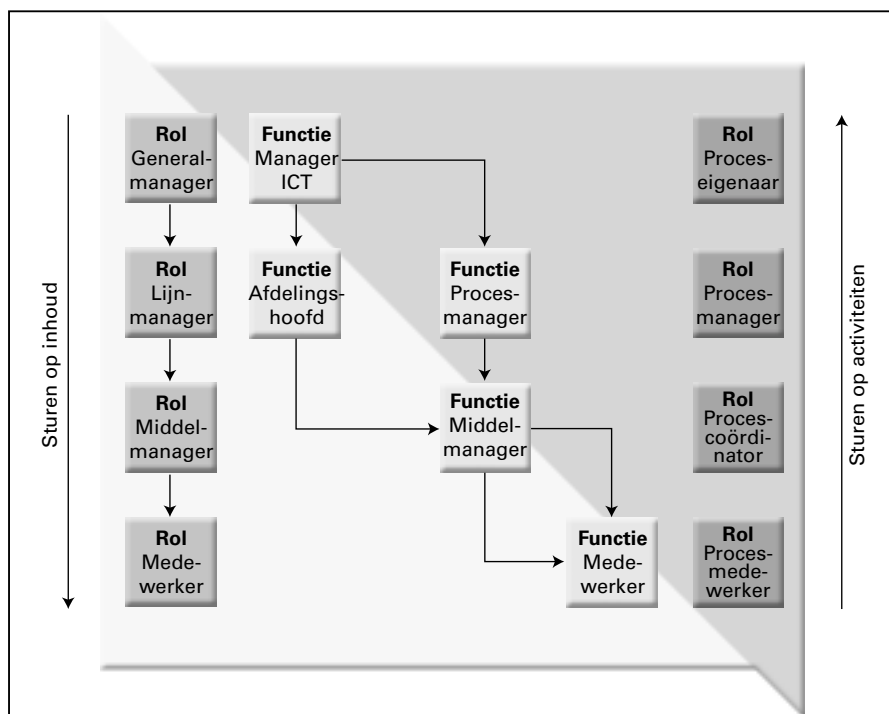 Sturen op inhoud
Rol
General-
manager
Functie
Manager
ICT
Rol
Proces-
eigenaar
Rol
Lijn-
manager
Functie
Afdelings-
hoofd
Functie
Proces-
manager
Rol
Proces-
manager
Rol
Middel-
manager
Functie
Middel-
manager
Rol
Proces-
coördi-
nator
Rol
Mede-
werker
Functie
Mede-
werker
Rol
Proces-
mede-
werker
Sturen op activiteiten